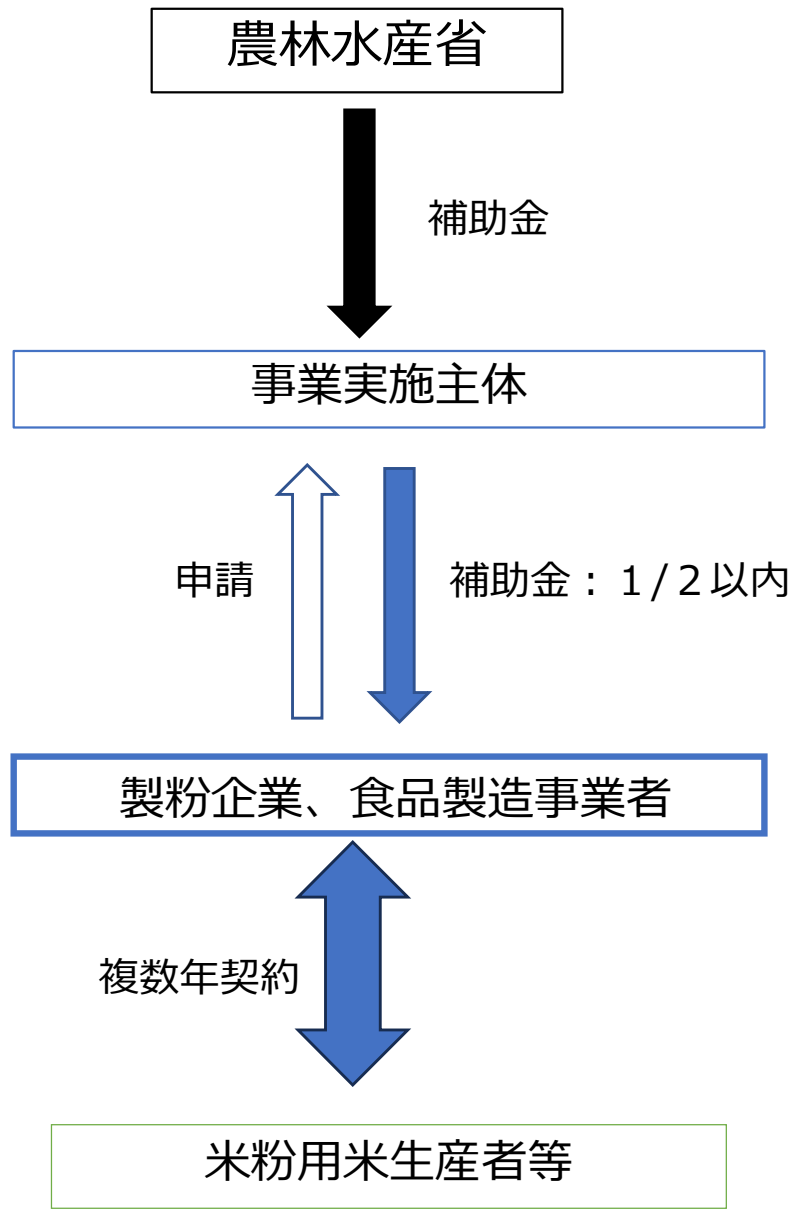 農林水産省
補助金
事業実施主体
申請
補助金：１/２以内
製粉企業、食品製造事業者
複数年契約
米粉用米生産者等